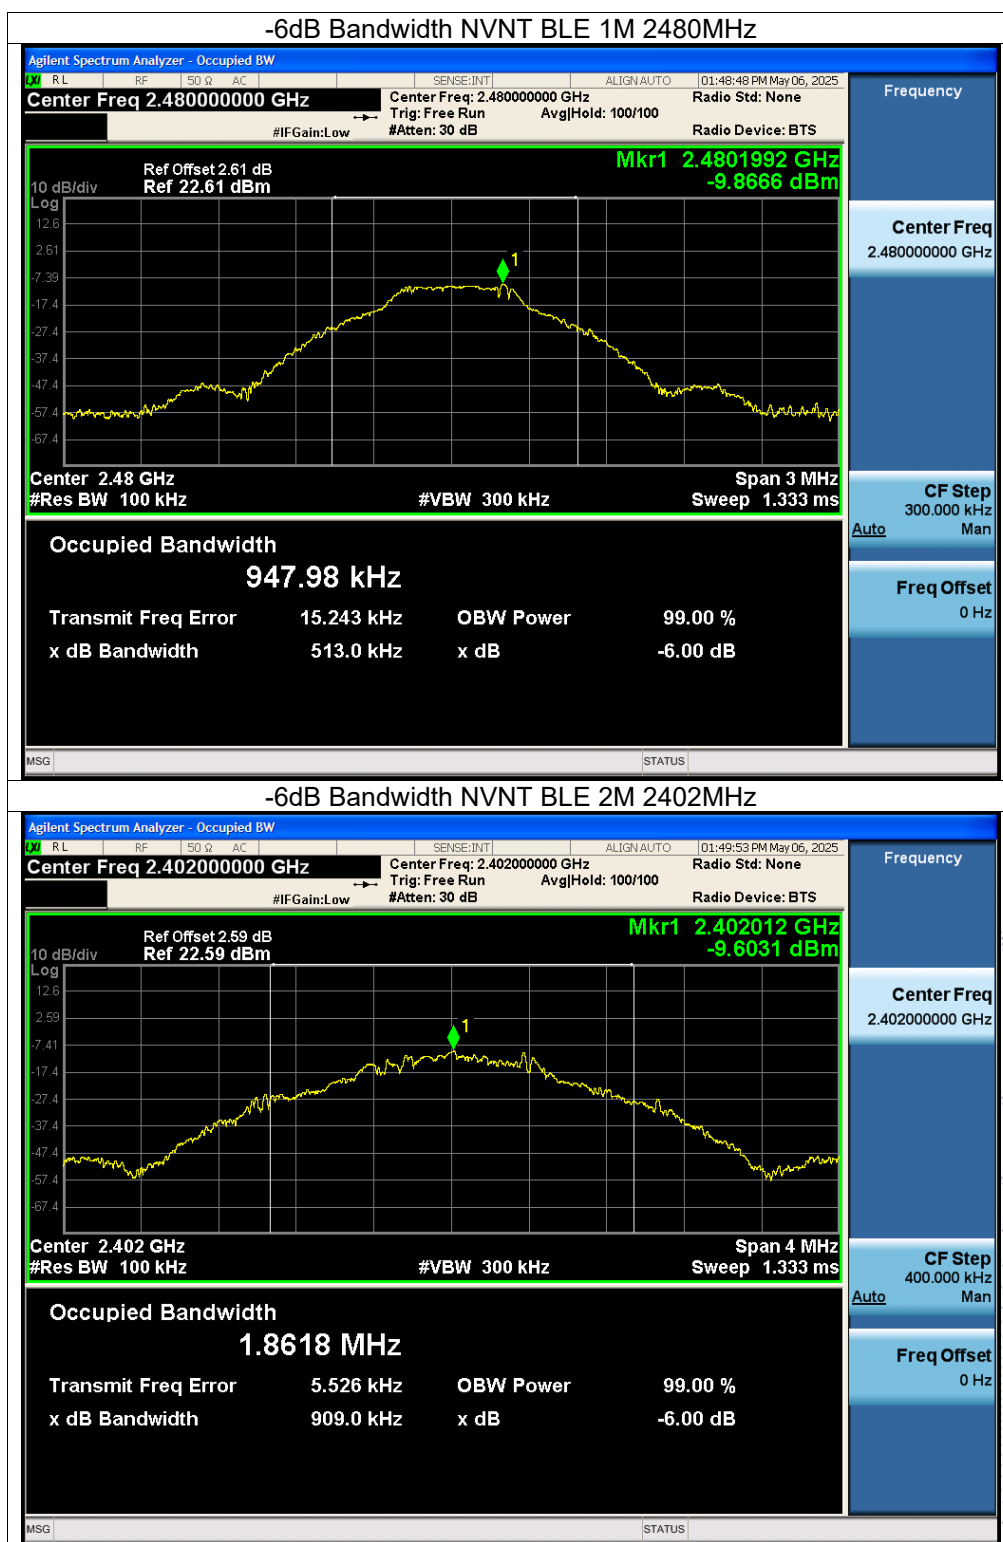 -6dB Bandwidth NVNT BLE 1M 2480MHz
Agilent Spectrum Analyzer - Occupied BW
LXI RL RF 50 Ω AC SENSE:INT ALIGN AUTO 01:48:48 PM May 06, 2025
Center Freq 2.480000000 GHz
Center Freq: 2.480000000 GHz Radio Std: None
Trig: Free Run Avg|Hold: 100/100
#IFGain:Low #Atten: 30 dB Radio Device: BTS
Frequency
Mkr1 2.4801992 GHz
-9.8666 dBm
Ref Offset 2.61 dB
10 dB/div Ref 22.61 dBm
Log
12.6
2.61
-7.39
-17.4
-27.4
-37.4
-47.4
-57.4
-67.4
1
Center 2.48 GHz Span 3 MHz
#Res BW 100 kHz #VBW 300 kHz Sweep 1.333 ms
Center Freq
2.480000000 GHz
CF Step
300.000 kHz
Auto Man
Freq Offset
0 Hz
Occupied Bandwidth
947.98 kHz
Transmit Freq Error 15.243 kHz OBW Power 99.00 %
x dB Bandwidth 513.0 kHz x dB -6.00 dB
MSG STATUS
-6dB Bandwidth NVNT BLE 2M 2402MHz
Agilent Spectrum Analyzer - Occupied BW
LXI RL RF 50 Ω AC SENSE:INT ALIGN AUTO 01:49:53 PM May 06, 2025
Center Freq 2.402000000 GHz
Center Freq: 2.402000000 GHz Radio Std: None
Trig: Free Run Avg|Hold: 100/100
#IFGain:Low #Atten: 30 dB Radio Device: BTS
Frequency
Mkr1 2.402012 GHz
-9.6031 dBm
Ref Offset 2.59 dB
10 dB/div Ref 22.59 dBm
Log
12.6
2.59
-7.41
-17.4
-27.4
-37.4
-47.4
-57.4
-67.4
1
Center 2.402 GHz Span 4 MHz
#Res BW 100 kHz #VBW 300 kHz Sweep 1.333 ms
Center Freq
2.402000000 GHz
CF Step
400.000 kHz
Auto Man
Freq Offset
0 Hz
Occupied Bandwidth
1.8618 MHz
Transmit Freq Error 5.526 kHz OBW Power 99.00 %
x dB Bandwidth 909.0 kHz x dB -6.00 dB
MSG STATUS